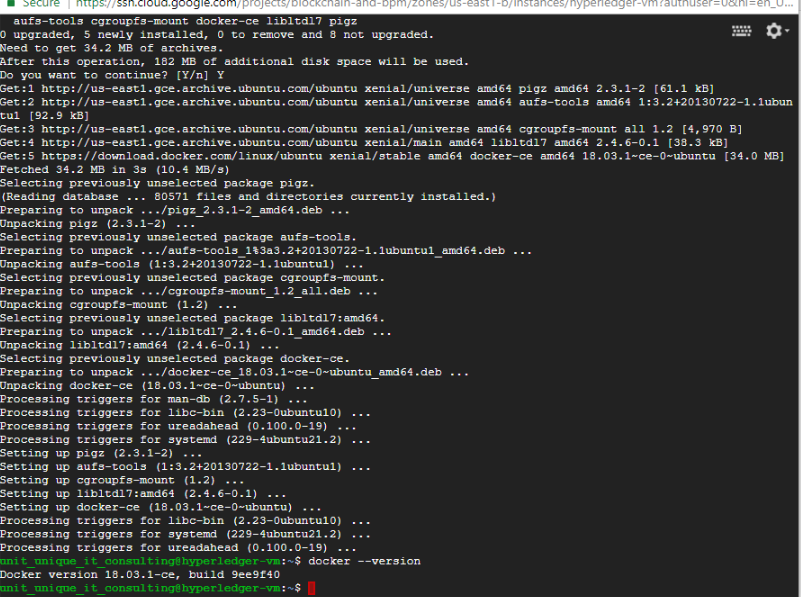 Secure | https://ssh.cloud.google.com/projects/blockchain-and-bpm/zones/us-east1-b/instances/hyperledger-vm?authuser=0&hl=en_U...
aufs-tools cgroupfs-mount docker-ce libltdl7 pigz
0 upgraded, 5 newly installed, 0 to remove and 8 not upgraded.
Need to get 34.2 MB of archives.
After this operation, 182 MB of additional disk space will be used.
Do you want to continue? [Y/n] Y
Get:1 http://us-east1.gce.archive.ubuntu.com/ubuntu xenial/universe amd64 pigz amd64 2.3.1-2 [61.1 kB]
Get:2 http://us-east1.gce.archive.ubuntu.com/ubuntu xenial/universe amd64 aufs-tools amd64 1:3.2+20130722-1.1ubun
tu1 [92.9 kB]
Get:3 http://us-east1.gce.archive.ubuntu.com/ubuntu xenial/universe amd64 cgroupfs-mount all 1.2 [4,970 B]
Get:4 http://us-east1.gce.archive.ubuntu.com/ubuntu xenial/main amd64 libltdl7 amd64 2.4.6-0.1 [38.3 kB]
Get:5 https://download.docker.com/linux/ubuntu xenial/stable amd64 docker-ce amd64 18.03.1~ce-0~ubuntu [34.0 MB]
Fetched 34.2 MB in 3s (10.4 MB/s)
Selecting previously unselected package pigz.
(Reading database ... 80571 files and directories currently installed.)
Preparing to unpack .../pigz_2.3.1-2_amd64.deb ...
Unpacking pigz (2.3.1-2) ...
Selecting previously unselected package aufs-tools.
Preparing to unpack .../aufs-tools_1%3a3.2+20130722-1.1ubuntu1_amd64.deb ...
Unpacking aufs-tools (1:3.2+20130722-1.1ubuntu1) ...
Selecting previously unselected package cgroupfs-mount.
Preparing to unpack .../cgroupfs-mount_1.2_all.deb ...
Unpacking cgroupfs-mount (1.2) ...
Selecting previously unselected package libltdl7:amd64.
Preparing to unpack .../libltdl7_2.4.6-0.1_amd64.deb ...
Unpacking libltdl7:amd64 (2.4.6-0.1) ...
Selecting previously unselected package docker-ce.
Preparing to unpack .../docker-ce_18.03.1~ce-0~ubuntu_amd64.deb ...
Unpacking docker-ce (18.03.1~ce-0~ubuntu) ...
Processing triggers for man-db (2.7.5-1) ...
Processing triggers for libc-bin (2.23-0ubuntu10) ...
Processing triggers for ureadahead (0.100.0-19) ...
Processing triggers for systemd (229-4ubuntu21.2) ...
Setting up pigz (2.3.1-2) ...
Setting up aufs-tools (1:3.2+20130722-1.1ubuntu1) ...
Setting up cgroupfs-mount (1.2) ...
Setting up libltdl7:amd64 (2.4.6-0.1) ...
Setting up docker-ce (18.03.1~ce-0~ubuntu) ...
Processing triggers for libc-bin (2.23-0ubuntu10) ...
Processing triggers for systemd (229-4ubuntu21.2) ...
Processing triggers for ureadahead (0.100.0-19) ...
unit_unique_it_consulting@hyperledger-vm:~$ docker --version
Docker version 18.03.1-ce, build 9ee9f40
unit_unique_it_consulting@hyperledger-vm:~$